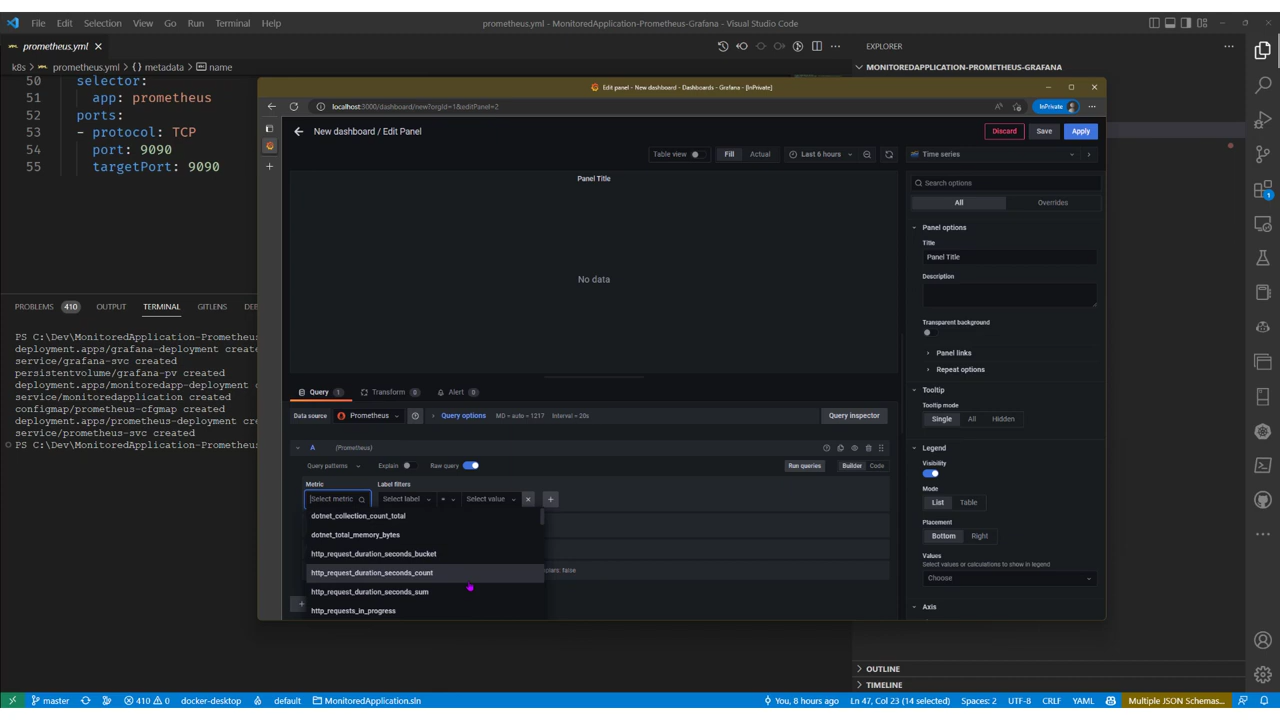 File Edit Selection View Go Run Terminal Help
prometheus.yml - MonitoredApplication-Prometheus-Grafana - Visual Studio Code
prometheus.yml
k8s > prometheus.yml > {} metadata > name
50 selector:
51 app: prometheus
52 ports:
53 - protocol: TCP
54 port: 9090
55 targetPort: 9090
PROBLEMS 410 OUTPUT TERMINAL GITLENS
PS C:\Dev\MonitoredApplication-Prometheus
deployment.apps/grafana-deployment created
service/grafana-svc created
persistentvolume/grafana-pv created
deployment.apps/monitoredapp-deployment
service/monitoredapplication created
configmap/prometheus-cfgmap created
deployment.apps/prometheus-deployment
service/prometheus-svc created
PS C:\Dev\MonitoredApplication-Prometheus
EXPLORER
MONITOREDAPPLICATION-PROMETHEUS-GRAFANA
OUTLINE
TIMELINE
1
Edit panel - New dashboard - Dashboards - Grafana - [InPrivate]
localhost:3000/dashboard/new?orgId=1&editPanel=2
InPrivate
New dashboard / Edit Panel
Discard Save Apply
Table view Fill Actual Last 6 hours
Time series
Panel Title
No data
Search options
All Overrides
Panel options
Title
Panel Title
Description
Transparent background
Panel links
Repeat options
Tooltip
Tooltip mode
Single All Hidden
Legend
Visibility
Mode
List Table
Placement
Bottom Right
Values
Select values or calculations to show in legend
Choose
Axis
Query 1 Transform 0 Alert 0
Data source Prometheus Query options MD = auto = 1217 Interval = 20s Query inspector
A (Prometheus)
Query patterns Explain Raw query Run queries Builder Code
Metric Label filters
Select metric Select label = Select value
dotnet_collection_count_total
dotnet_total_memory_bytes
http_request_duration_seconds_bucket
http_request_duration_seconds_count
http_request_duration_seconds_sum
http_requests_in_progress
false
master 410 0 docker-desktop default MonitoredApplication.sln
You, 8 hours ago Ln 47, Col 23 (14 selected) Spaces: 2 UTF-8 CRLF YAML Multiple JSON Schemas...